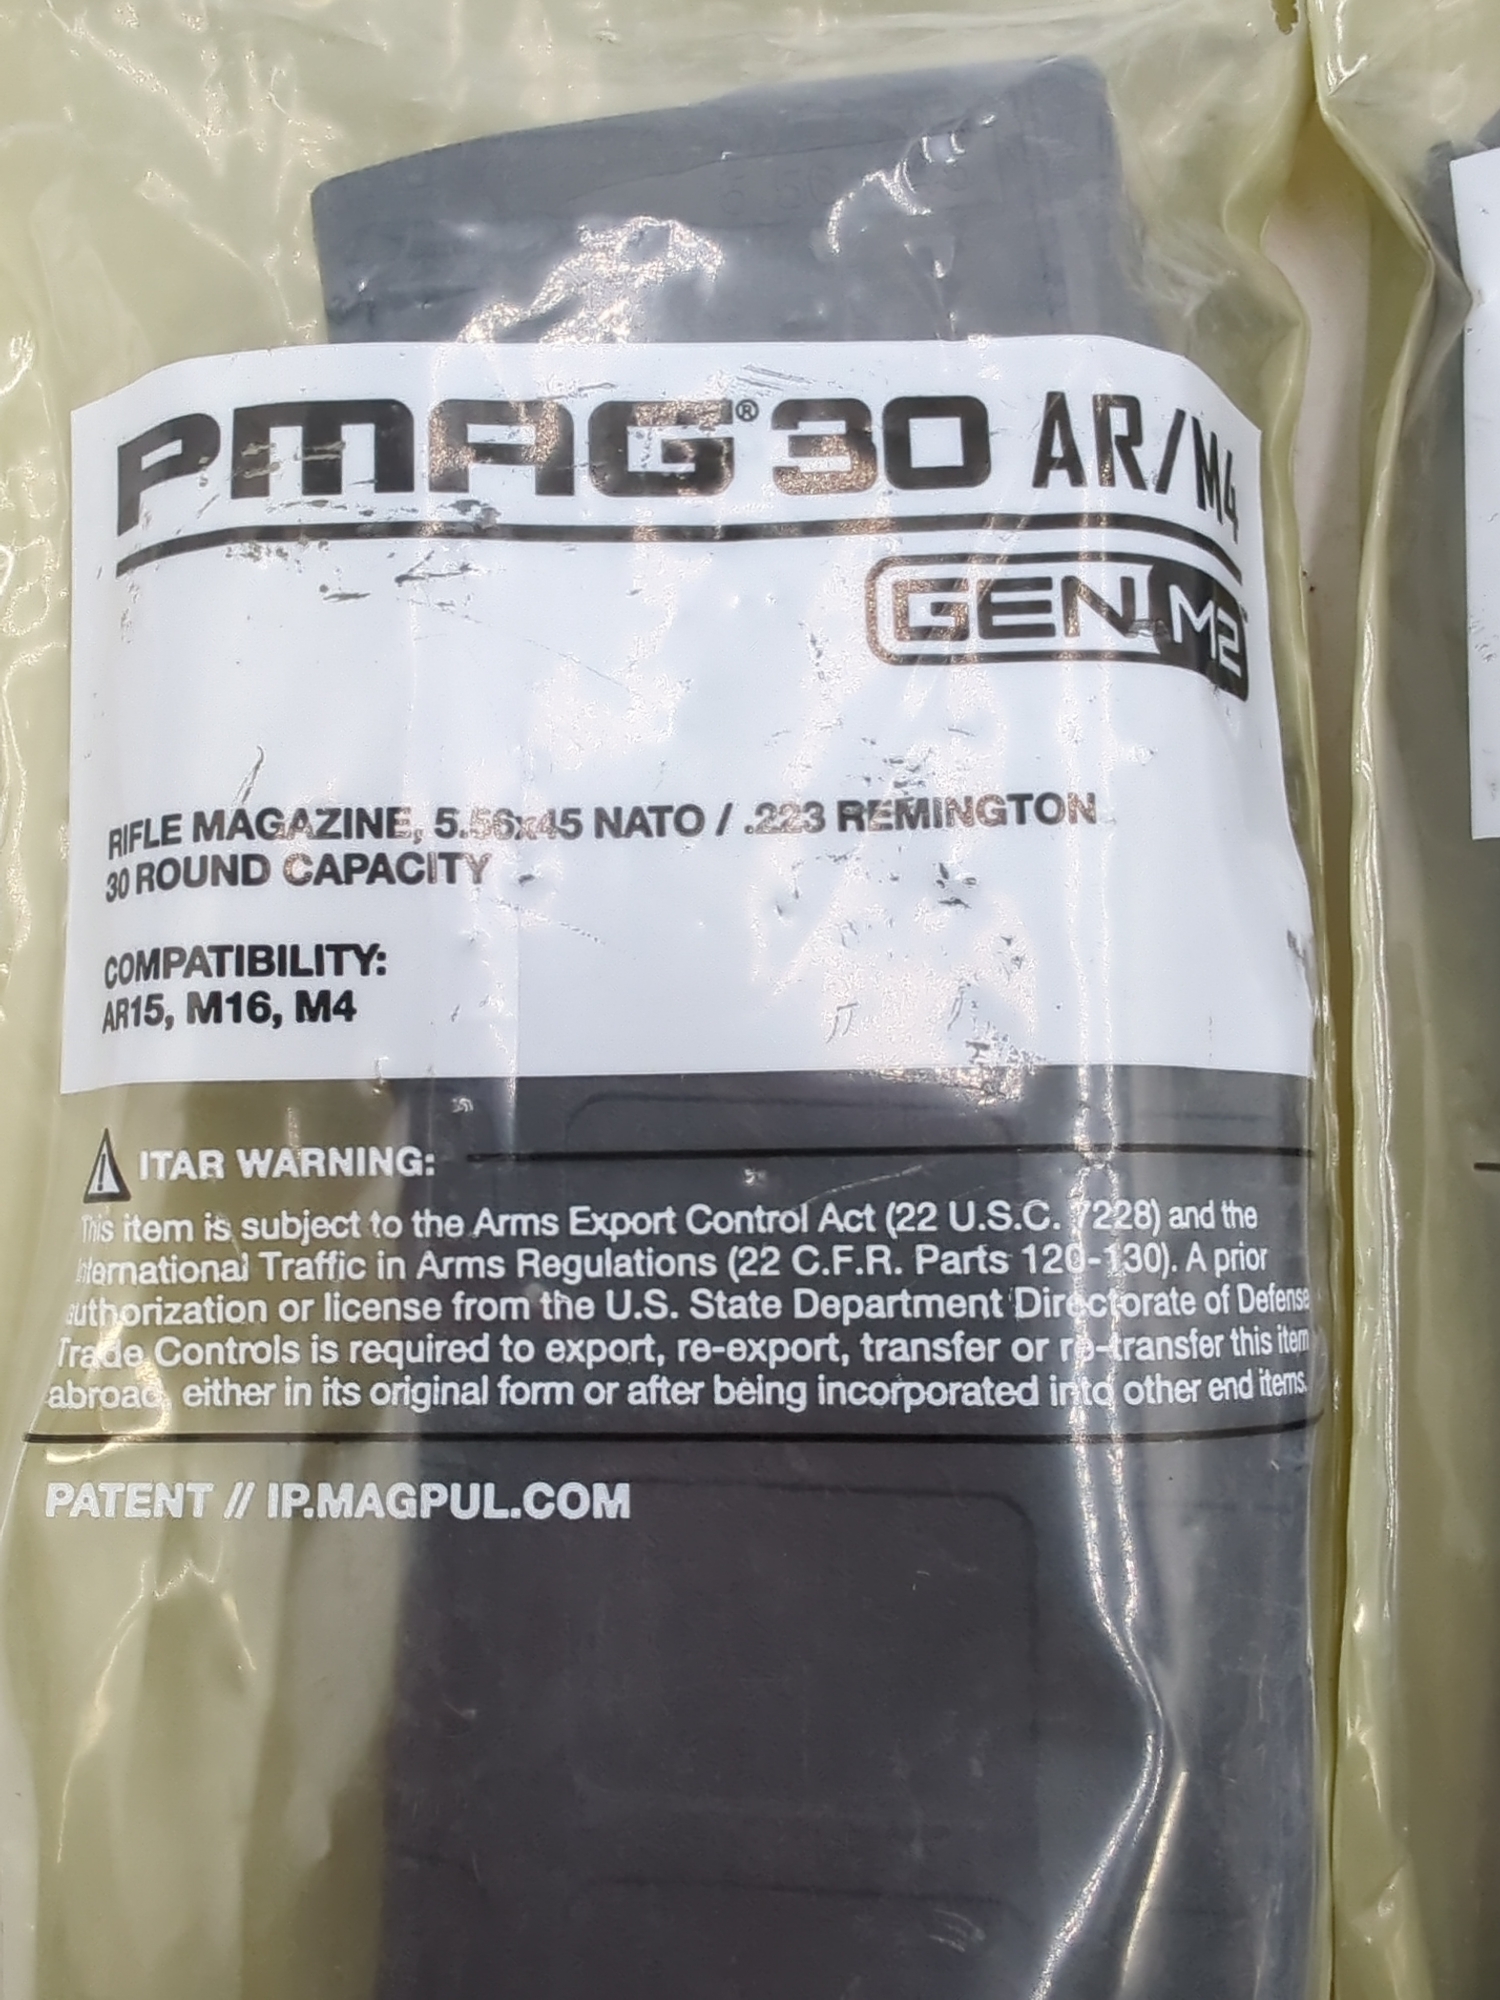 PMAG® 30 AR/M4
GEN M2
RIFLE MAGAZINE, 5.56x45 NATO / .223 REMINGTON
30 ROUND CAPACITY
COMPATIBILITY:
AR15, M16, M4
ITAR WARNING:
This item is subject to the Arms Export Control Act (22 U.S.C. 7228) and the
International Traffic in Arms Regulations (22 C.F.R. Parts 120-130). A prior
authorization or license from the U.S. State Department Directorate of Defense
Trade Controls is required to export, re-export, transfer or re-transfer this item
abroad, either in its original form or after being incorporated into other end items.
PATENT // IP.MAGPUL.COM